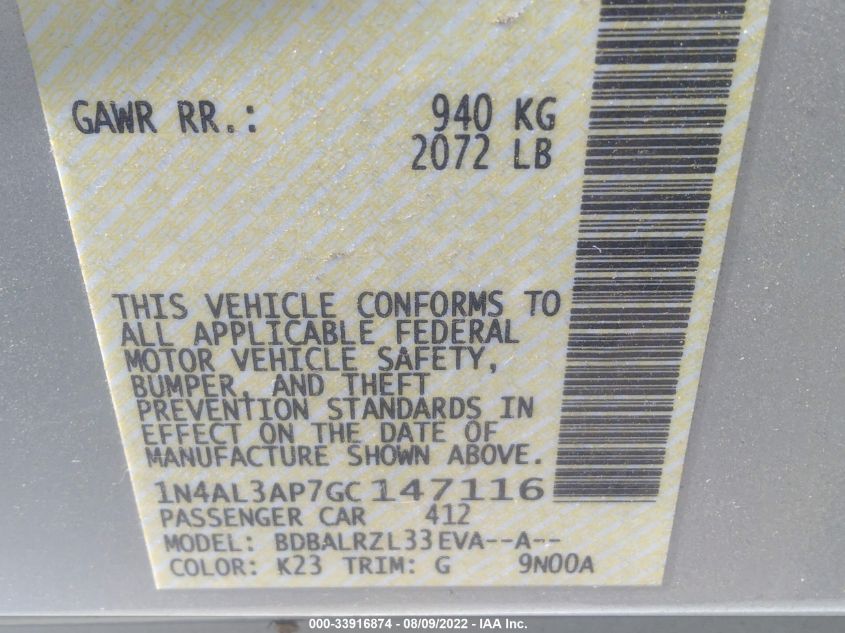 GAWR RR.: 940 KG
2072 LB
THIS VEHICLE CONFORMS TO
ALL APPLICABLE FEDERAL
MOTOR VEHICLE SAFETY,
BUMPER, AND THEFT
PREVENTION STANDARDS IN
EFFECT ON THE DATE OF
MANUFACTURE SHOWN ABOVE.
1N4AL3AP7GC147116
PASSENGER CAR 412
MODEL: BDBALRZL33EVA--A--
COLOR: K23 TRIM: G 9N00A
000-33916874 - 08/09/2022 - IAA Inc.